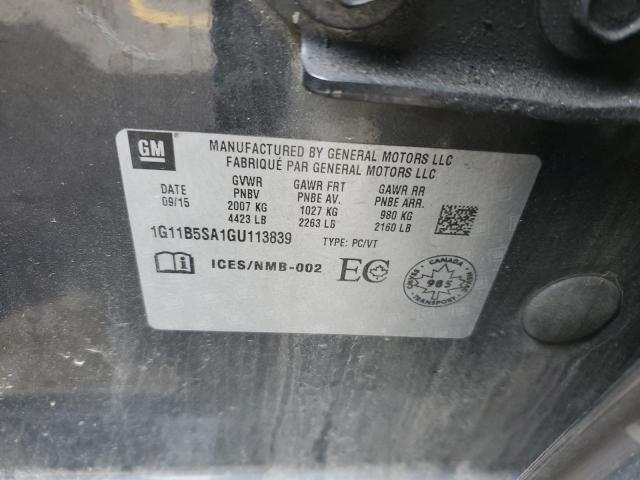 GM
MANUFACTURED BY GENERAL MOTORS LLC
FABRIQUÉ PAR GENERAL MOTORS LLC
DATE GVWR GAWR FRT GAWR RR
09/15 PNBV PNBE AV. PNBE ARR.
2007 KG 1027 KG 980 KG
4423 LB 2263 LB 2160 LB
1G11B5SA1GU113839 TYPE: PC/VT
i ICES/NMB-002 EC
CANADA
985
TRANSPORT